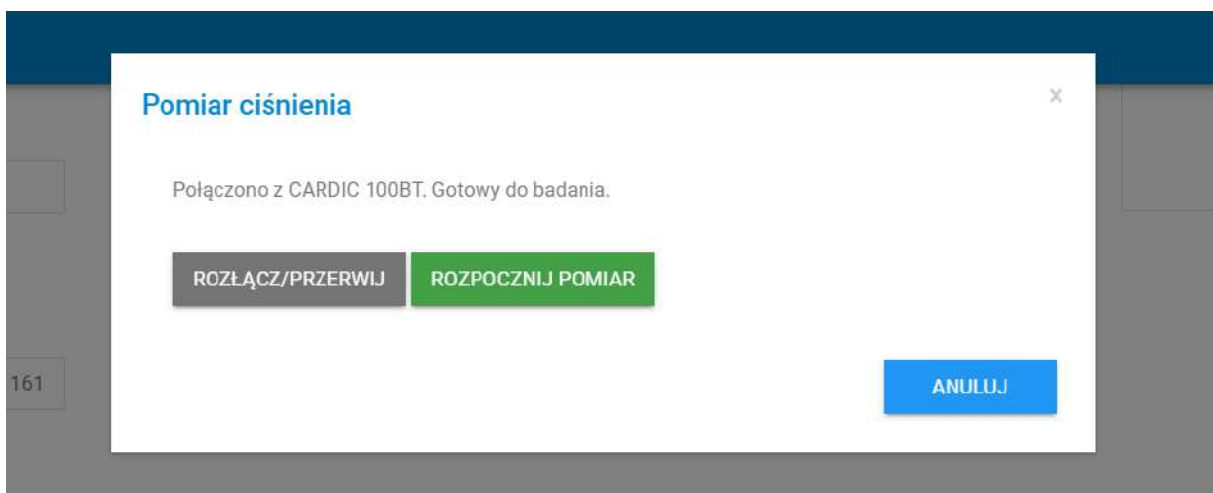 Pomiar ciśnienia
×
Połączono z CARDIC 100BT. Gotowy do badania.
ROZŁĄCZ/PRZERWIJ ROZPOCZNIJ POMIAR
161
ANULUJ